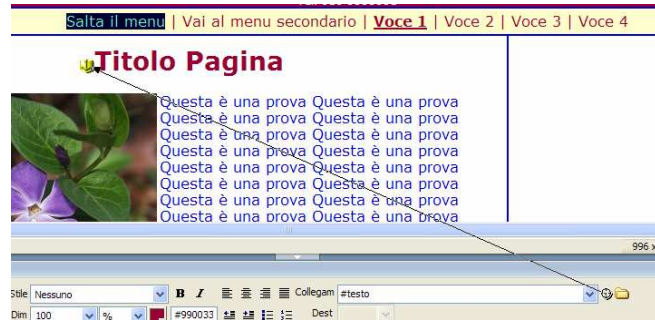 Salta il menu | Vai al menu secondario | Voce 1 | Voce 2 | Voce 3 | Voce 4
Titolo Pagina
Questa è una prova Questa è una prova
Questa è una prova Questa è una prova
Questa è una prova Questa è una prova
Questa è una prova Questa è una prova
Questa è una prova Questa è una prova
Questa è una prova Questa è una prova
Questa è una prova Questa è una prova
Questa è una prova Questa è una prova
996 x
Stile Nessuno B I Collegam #testo
Dim 100 % #990033 Dest